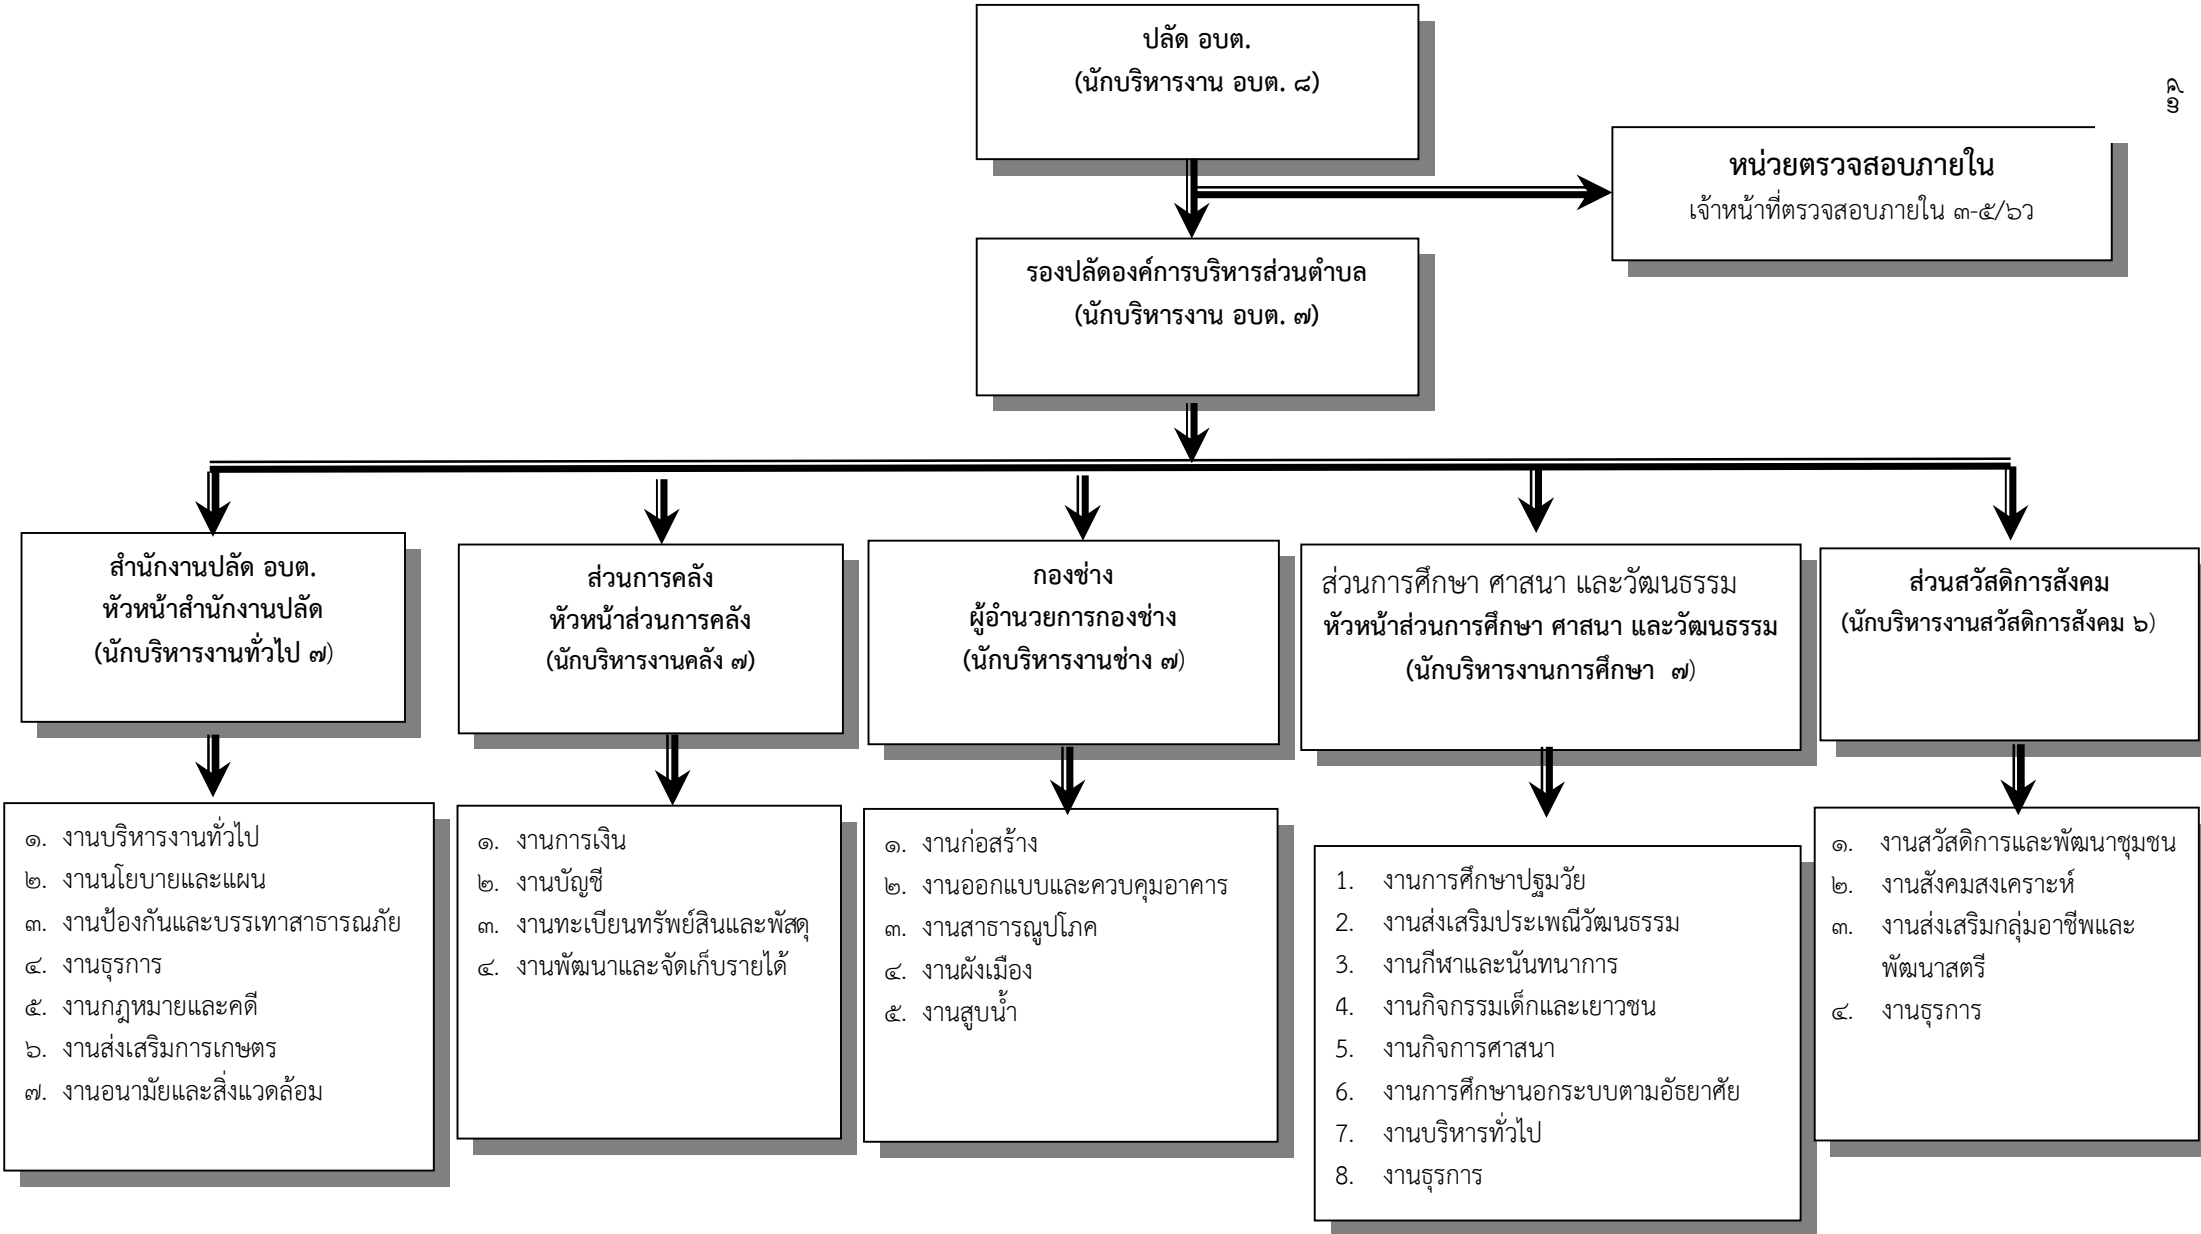 ปลัด อบต.
(นักบริหารงาน อบต. ๘)
๔๓
หน่วยตรวจสอบภายใน
เจ้าหน้าที่ตรวจสอบภายใน ๓-๕/๖ว
รองปลัดองค์การบริหารส่วนตำบล
(นักบริหารงาน อบต. ๗)
สำนักงานปลัด อบต.
หัวหน้าสำนักงานปลัด
(นักบริหารงานทั่วไป ๗)
ส่วนการคลัง
หัวหน้าส่วนการคลัง
(นักบริหารงานคลัง ๗)
กองช่าง
ผู้อำนวยการกองช่าง
(นักบริหารงานช่าง ๗)
ส่วนการศึกษา ศาสนา และวัฒนธรรม
หัวหน้าส่วนการศึกษา ศาสนา และวัฒนธรรม
(นักบริหารงานการศึกษา ๗)
ส่วนสวัสดิการสังคม
(นักบริหารงานสวัสดิการสังคม ๖)
๑. งานบริหารงานทั่วไป
๒. งานนโยบายและแผน
๓. งานป้องกันและบรรเทาสาธารณภัย
๔. งานธุรการ
๕. งานกฎหมายและคดี
๖. งานส่งเสริมการเกษตร
๗. งานอนามัยและสิ่งแวดล้อม
๑. งานการเงิน
๒. งานบัญชี
๓. งานทะเบียนทรัพย์สินและพัสดุ
๔. งานพัฒนาและจัดเก็บรายได้
๑. งานก่อสร้าง
๒. งานออกแบบและควบคุมอาคาร
๓. งานสาธารณูปโภค
๔. งานผังเมือง
๕. งานสูบน้ำ
1. งานการศึกษาปฐมวัย
2. งานส่งเสริมประเพณีวัฒนธรรม
3. งานกีฬาและนันทนาการ
4. งานกิจกรรมเด็กและเยาวชน
5. งานกิจการศาสนา
6. งานการศึกษานอกระบบตามอัธยาศัย
7. งานบริหารทั่วไป
8. งานธุรการ
๑. งานสวัสดิการและพัฒนาชุมชน
๒. งานสังคมสงเคราะห์
๓. งานส่งเสริมกลุ่มอาชีพและ
พัฒนาสตรี
๔. งานธุรการ